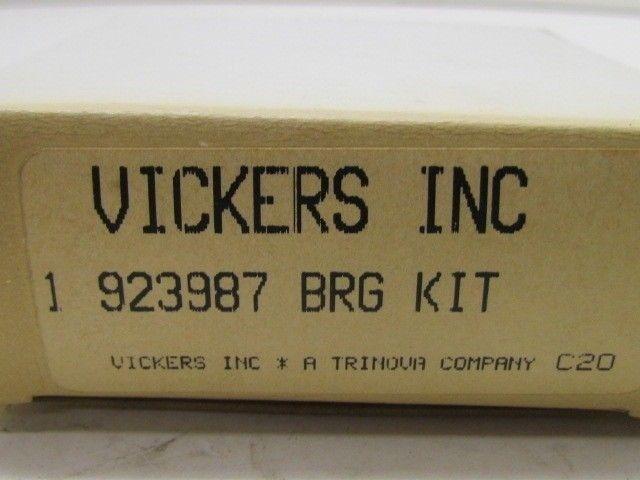 VICKERS INC
1 923987 BRG KIT
VICKERS INC * A TRINOVA COMPANY C20